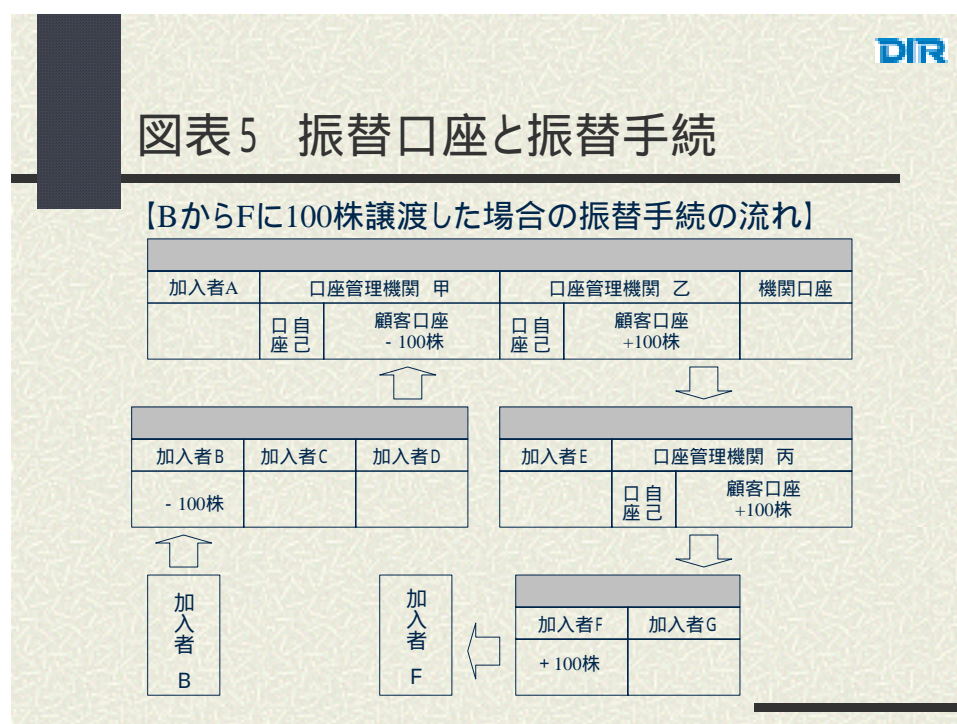 DIR
図表5 振替口座と振替手続
【BからFに100株譲渡した場合の振替手続の流れ】
加入者A 口座管理機関 甲 口座管理機関 乙 機関口座
自己口座 顧客口座 自己口座 顧客口座
- 100株 +100株
加入者B 加入者C 加入者D 加入者E 口座管理機関 丙
- 100株 自己口座 顧客口座
+100株
加入者B
加入者F
加入者F 加入者G
+100株